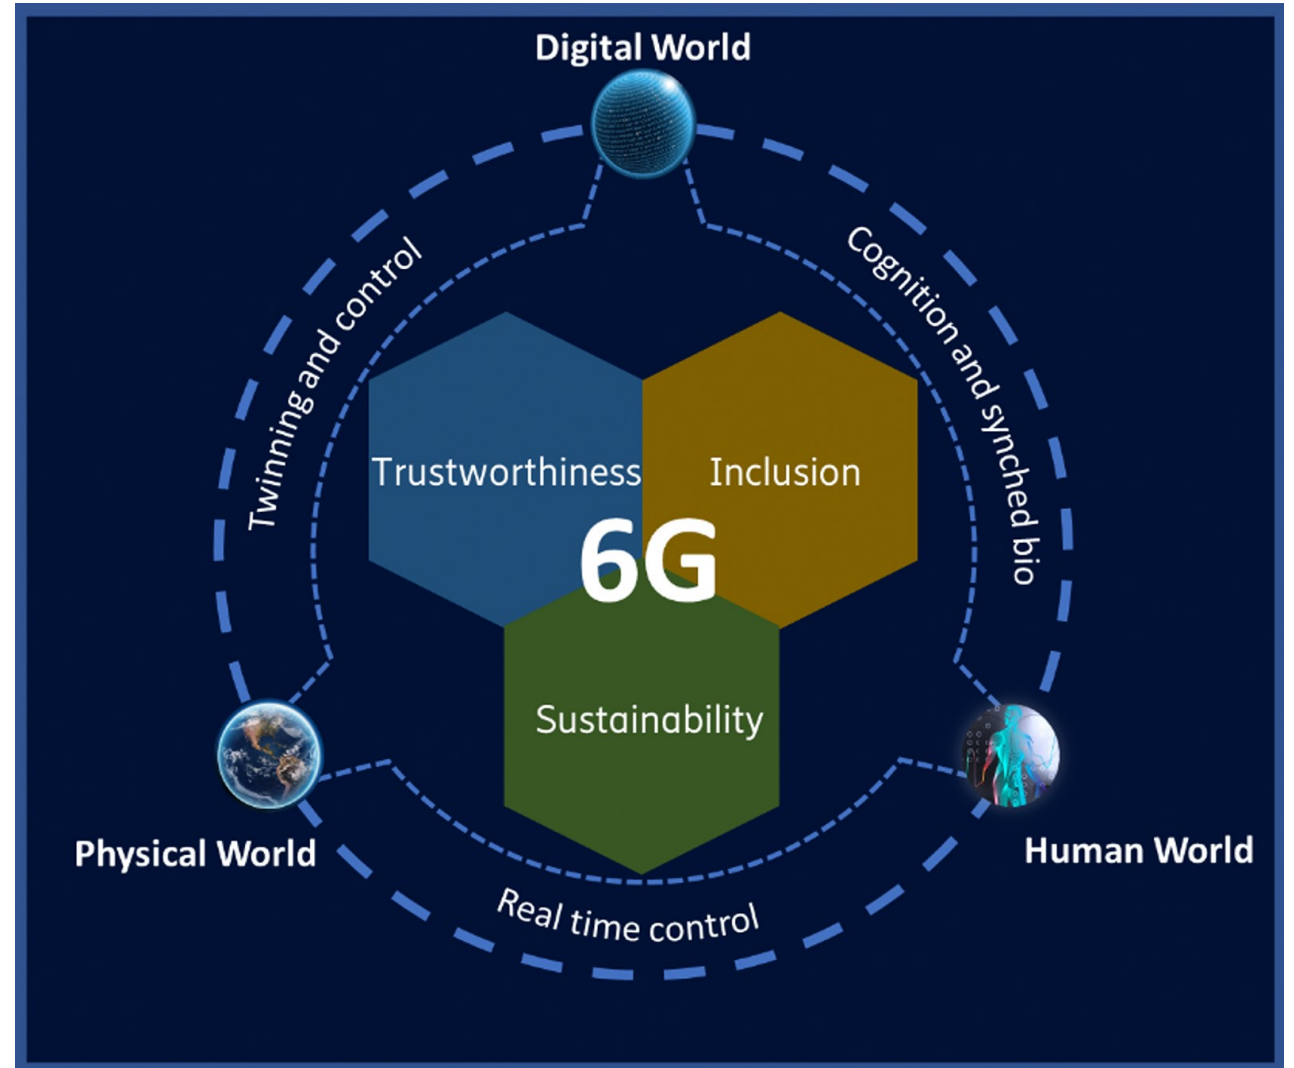 Digital World
Twinning and control
Cognition and synched bio
Trustworthiness
Inclusion
6G
Sustainability
Physical World
Human World
Real time control